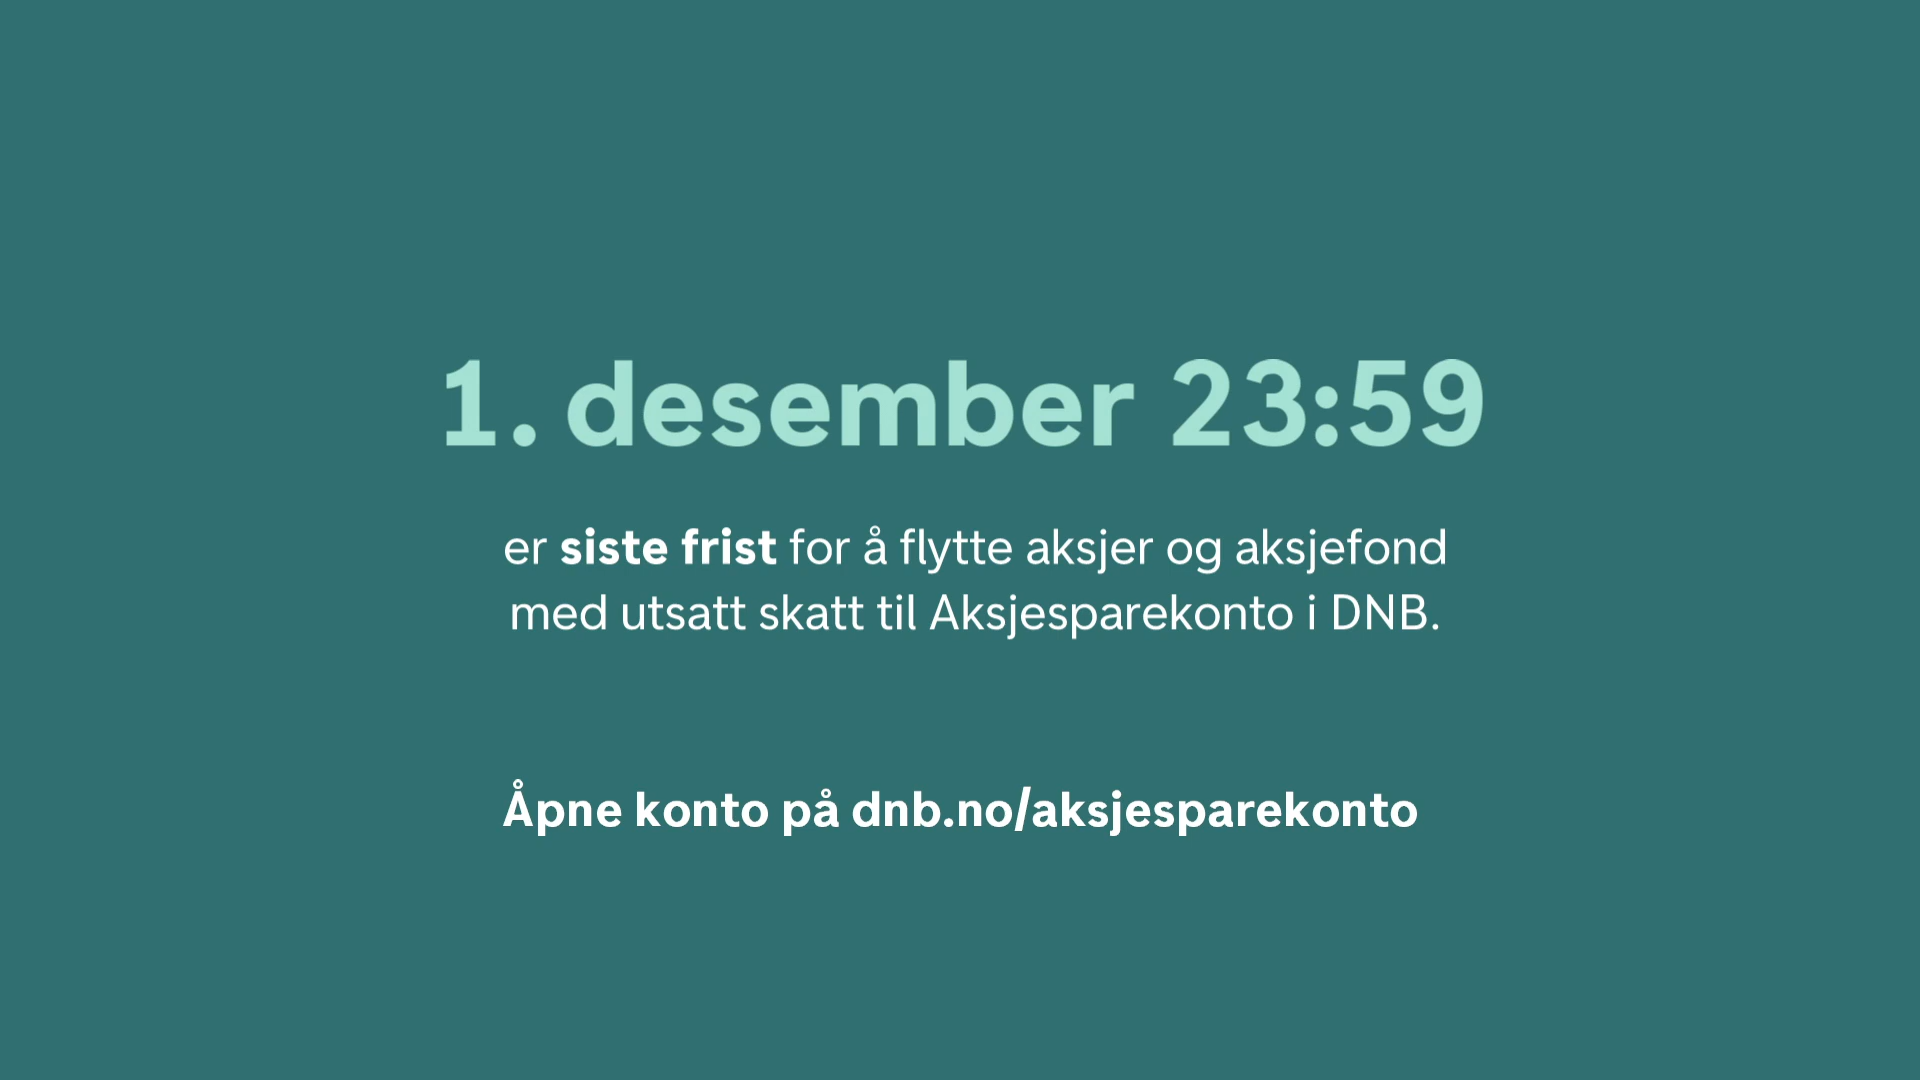 1. desember 23:59
er siste frist for å flytte aksjer og aksjefond
med utsatt skatt til Aksjesparekonto i DNB.
Åpne konto på dnb.no/aksjesparekonto